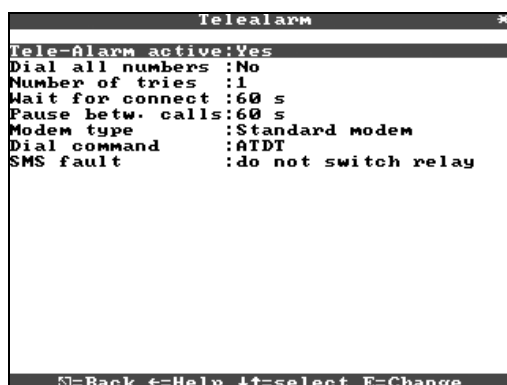 Telealarm *
Tele-Alarm active:Yes
Dial all numbers :No
Number of tries :1
Wait for connect :60 s
Pause betw. calls:60 s
Modem type :Standard modem
Dial command :ATDT
SMS fault :do not switch relay
=Back ←=Help ↓↑=select E=Change